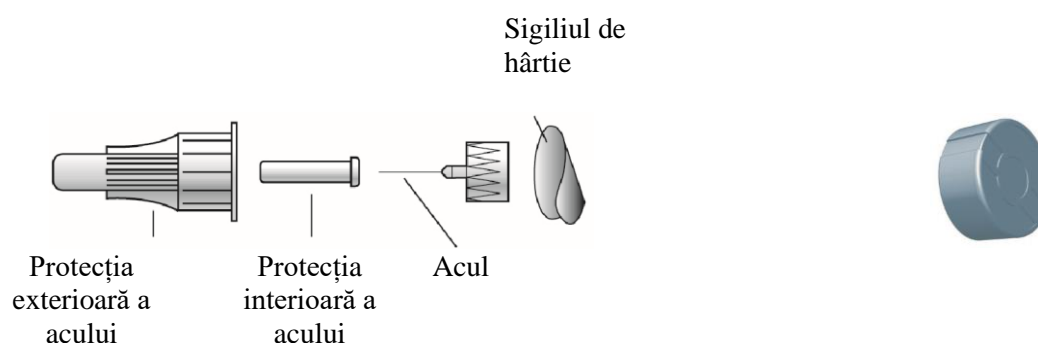 Sigiliul de
hârtie
Protecția
exterioară a
acului
Protecția
interioară a
acului
Acul